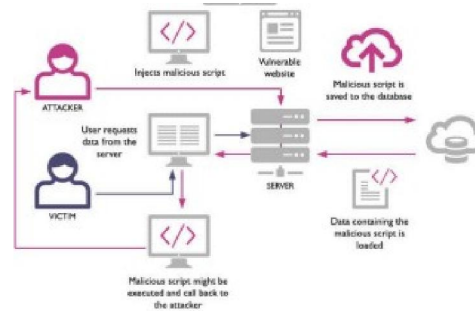 </>
Injects malicious script
Vulnerable
website
Malicious script is
saved to the database
ATTACKER
User requests
data from the
server
SERVER
VICTIM
</>
Data containing the
malicious script is
loaded
</>
Malicious script might be
executed and call back to
the attacker